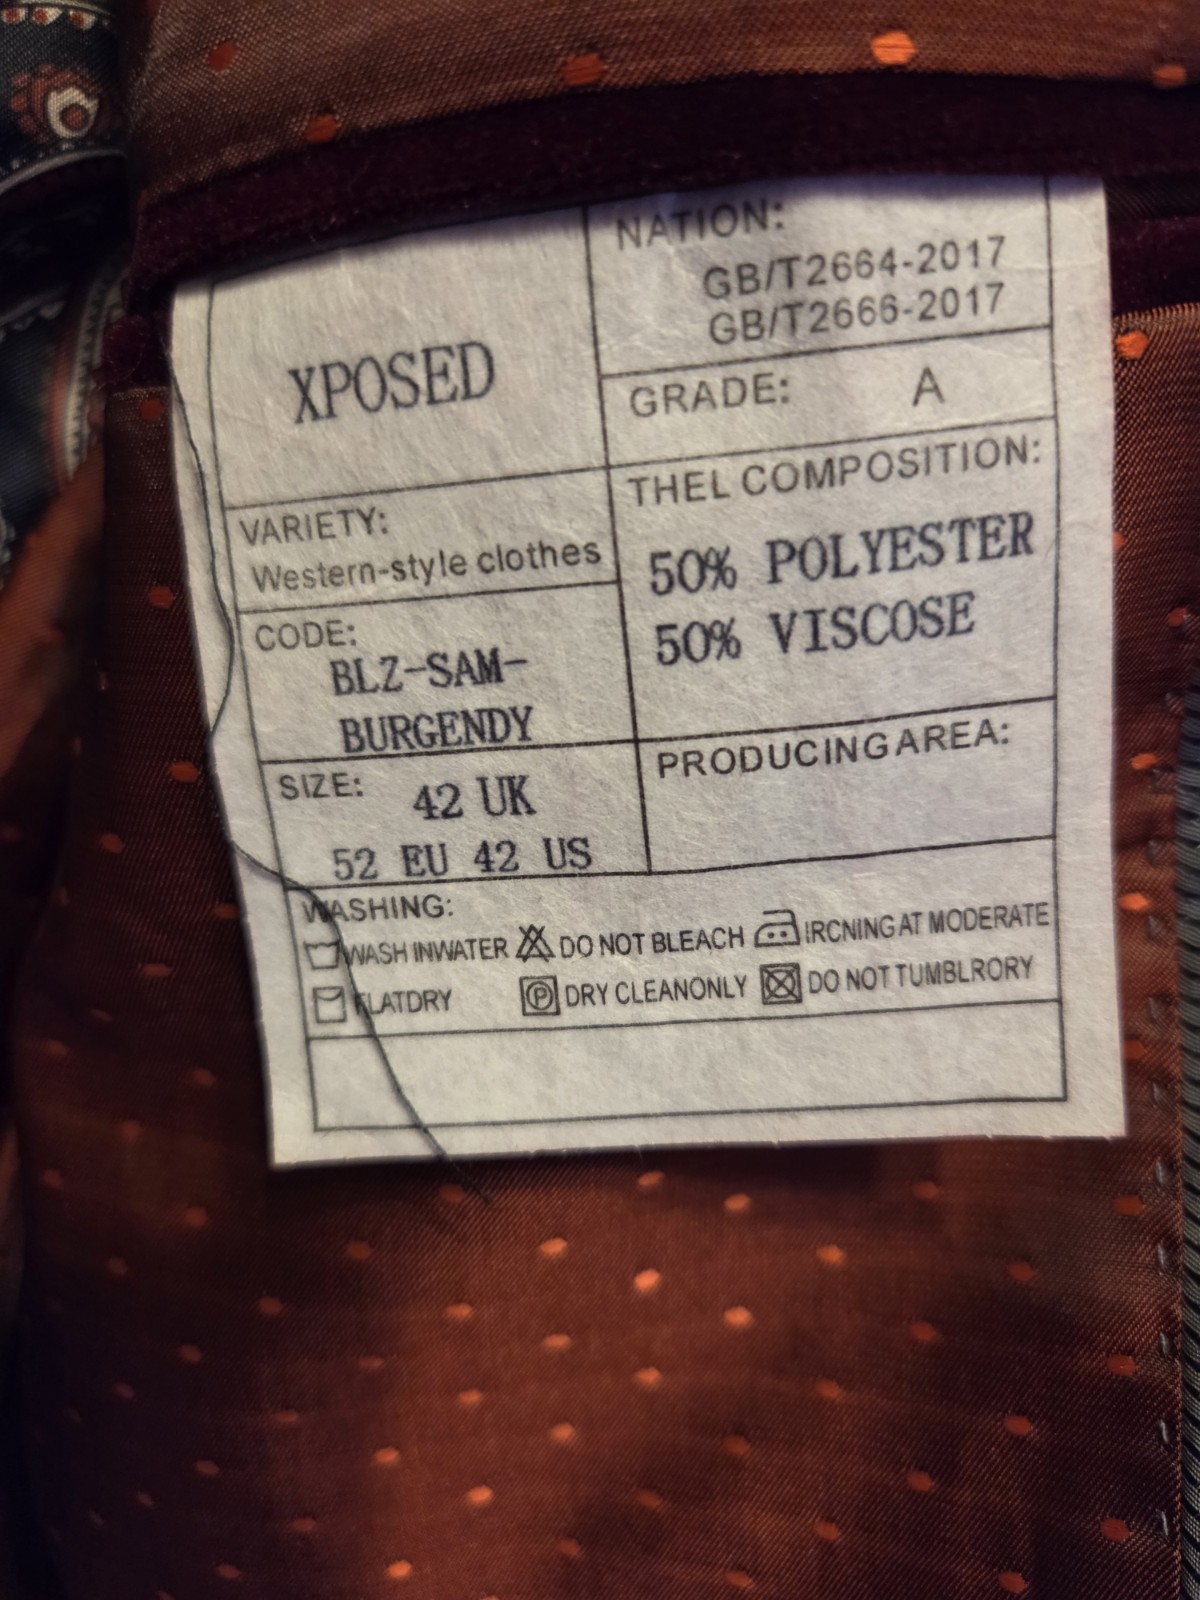 XPOSED
NATION:
GB/T2664-2017
GB/T2666-2017
GRADE: A
VARIETY:
Western-style clothes
THEL COMPOSITION:
50% POLYESTER
50% VISCOSE
CODE:
BLZ-SAM-
BURGENDY
PRODUCINGAREA:
SIZE: 42 UK
52 EU 42 US
WASHING:
WASH INWATER DO NOT BLEACH IRCNING AT MODERATE
FLATDRY P DRY CLEANONLY DO NOT TUMBLRORY